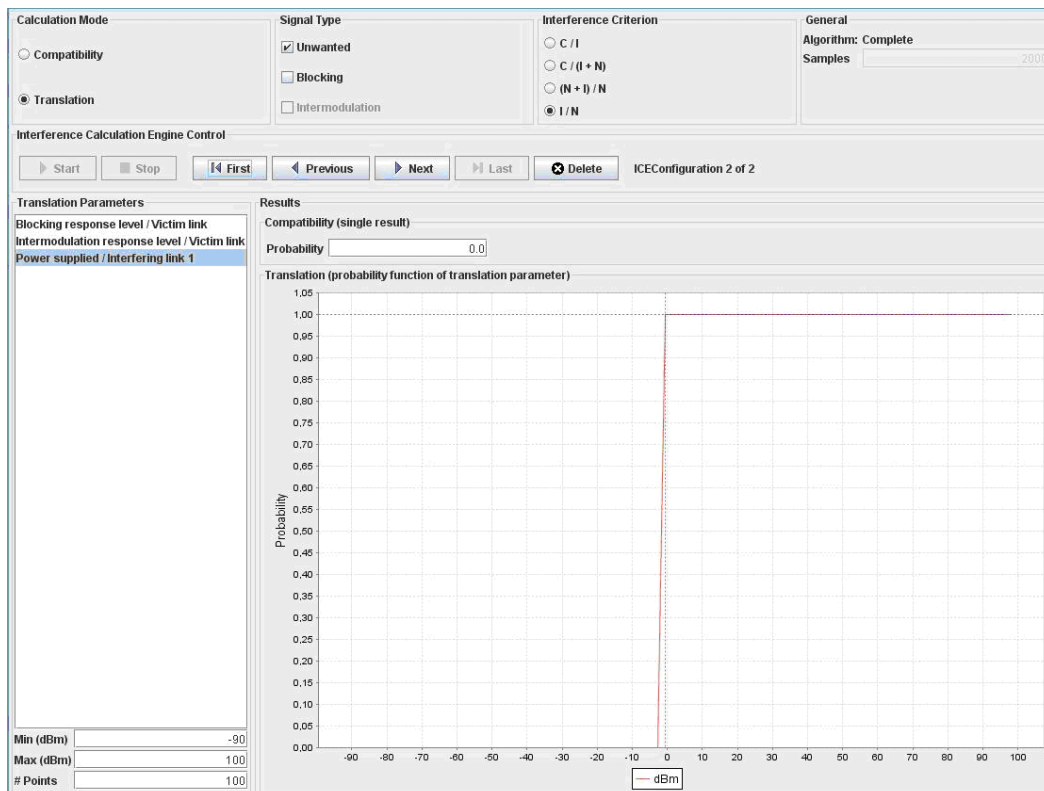 Calculation Mode
Compatibility
Translation
Signal Type
Unwanted
Blocking
Intermodulation
Interference Criterion
C / I
C / (I + N)
(N + I) / N
I / N
General
Algorithm: Complete
Samples
Interference Calculation Engine Control
Start
Stop
First
Previous
Next
Last
Delete
ICEConfiguration 2 of 2
Translation Parameters
Blocking response level / Victim link
Intermodulation response level / Victim link
Power supplied / Interfering link 1
Min (dBm) -90
Max (dBm) 100
# Points 100
Results
Compatibility (single result)
Probability 0.0
Translation (probability function of translation parameter)
Probability
1,05
1,00
0,95
0,90
0,85
0,80
0,75
0,70
0,65
0,60
0,55
0,50
0,45
0,40
0,35
0,30
0,25
0,20
0,15
0,10
0,05
0,00
-90 -80 -70 -60 -50 -40 -30 -20 -10 0 10 20 30 40 50 60 70 80 90 100
dBm